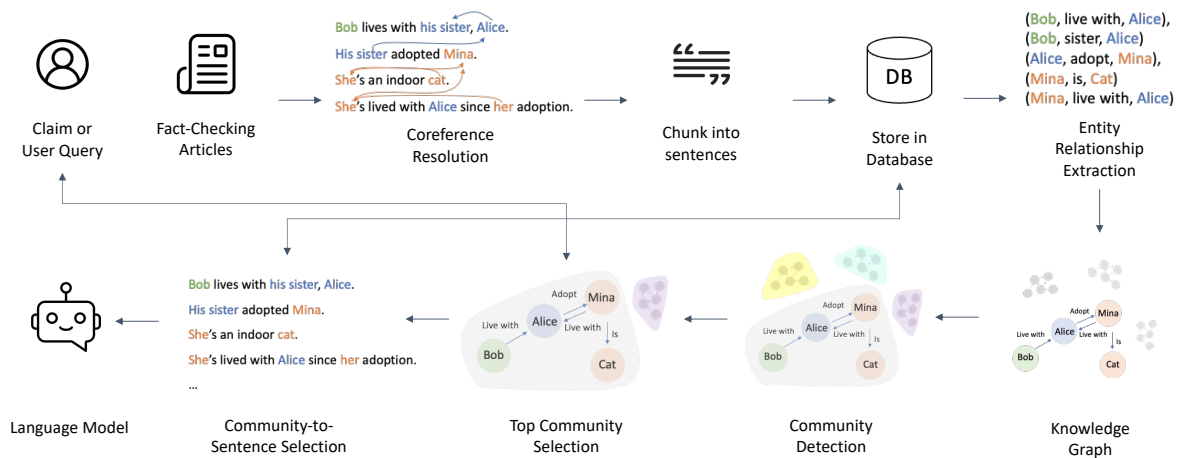 Bob lives with his sister, Alice.
His sister adopted Mina.
She's an indoor cat.
She's lived with Alice since her adoption.
DB
(Bob, live with, Alice),
(Bob, sister, Alice)
(Alice, adopt, Mina),
(Mina, is, Cat)
(Mina, live with, Alice)
Claim or
User Query
Fact-Checking
Articles
Coreference
Resolution
Chunk into
sentences
Store in
Database
Entity
Relationship
Extraction
Bob lives with his sister, Alice.
His sister adopted Mina.
She's an indoor cat.
She's lived with Alice since her adoption.
...
Adopt
Mina
Alice
Live with
Live with
Is
Bob
Cat
Adopt
Mina
Alice
Live with
Live with
Is
Bob
Cat
Adopt
Mina
Live with
Alice
Live with
Is
Bob
Cat
Language Model
Community-to-
Sentence Selection
Top Community
Selection
Community
Detection
Knowledge
Graph